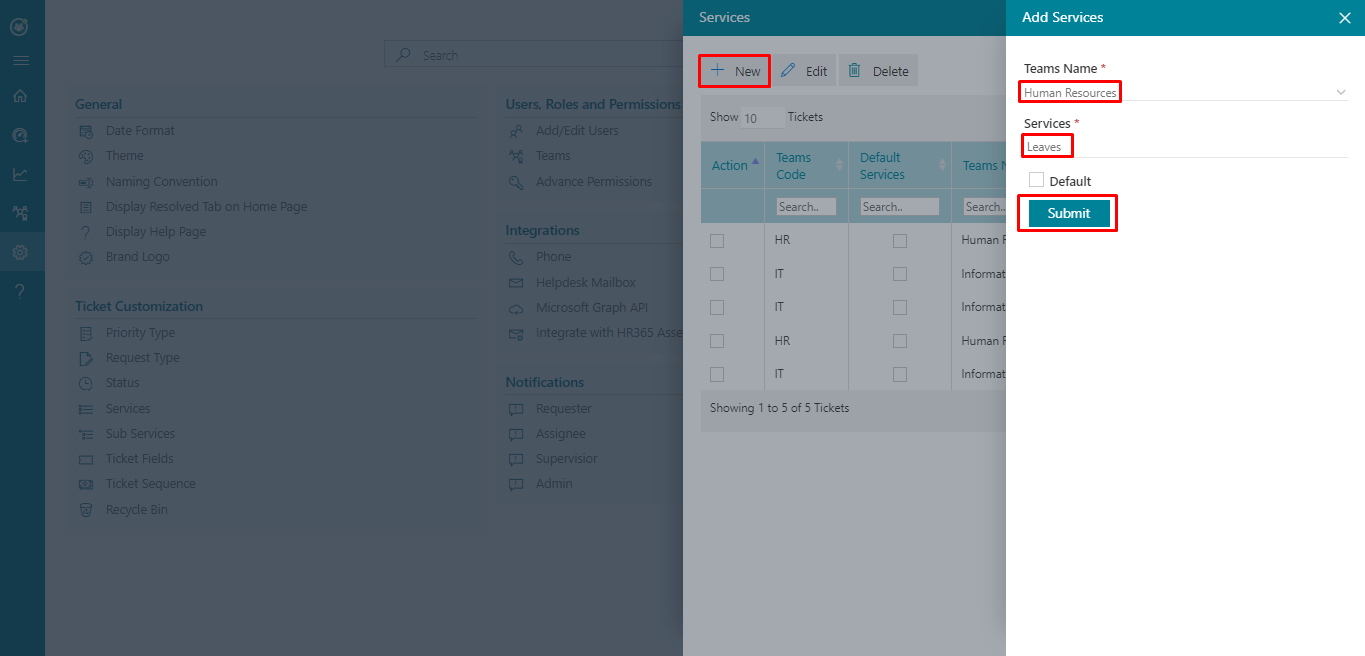 Search
General
Date Format
Theme
Naming Convention
Display Resolved Tab on Home Page
Display Help Page
Brand Logo
Ticket Customization
Priority Type
Request Type
Status
Services
Sub Services
Ticket Fields
Ticket Sequence
Recycle Bin
Users, Roles and Permissions
Add/Edit Users
Teams
Advance Permissions
Integrations
Phone
Helpdesk Mailbox
Microsoft Graph API
Integrate with HR365 Asse
Notifications
Requester
Assignee
Supervisior
Admin
Services
New Edit Delete
Show 10 Tickets
Action Teams Code Default Services Teams N
Search.. Search.. Search..
HR Human R
IT Informat
IT Informat
HR Human R
IT Informat
Showing 1 to 5 of 5 Tickets
Add Services
Teams Name *
Human Resources
Services *
Leaves
Default
Submit